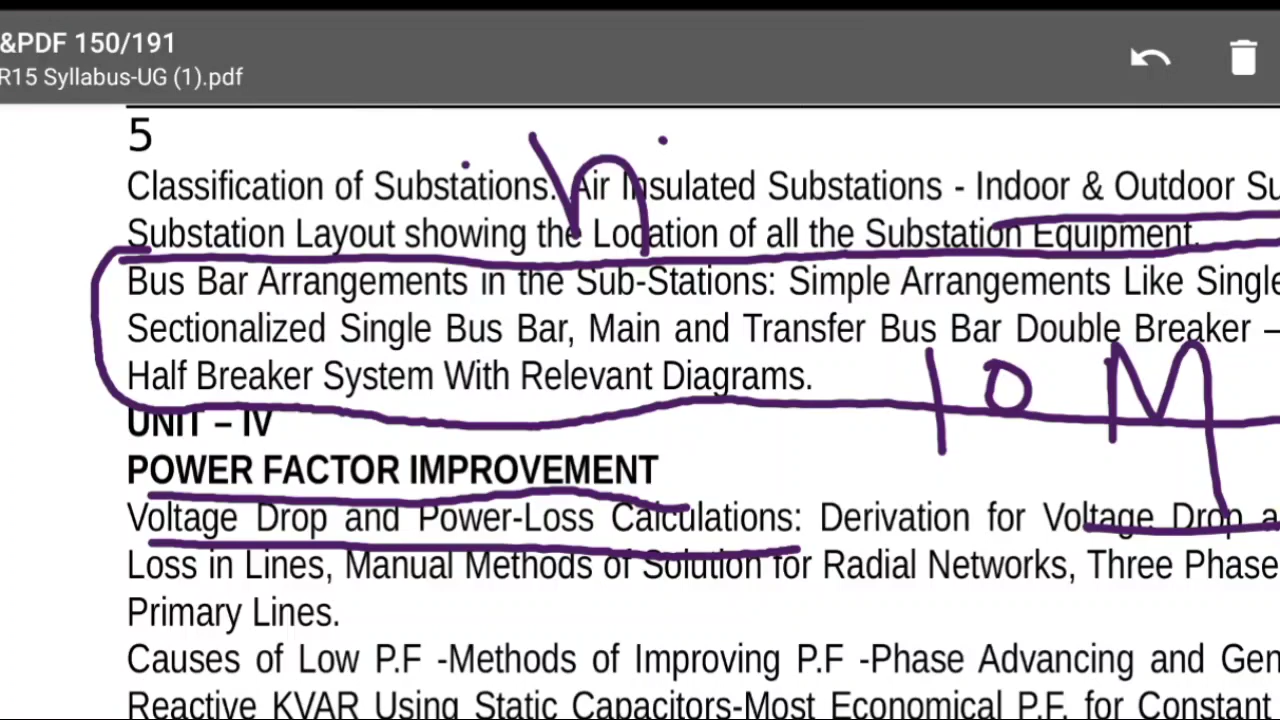 &PDF 150/191
R15 Syllabus-UG (1).pdf
5
Classification of Substations: Air Insulated Substations - Indoor & Outdoor Su
Substation Layout showing the Location of all the Substation Equipment.
Bus Bar Arrangements in the Sub-Stations: Simple Arrangements Like Single
Sectionalized Single Bus Bar, Main and Transfer Bus Bar Double Breaker –
Half Breaker System With Relevant Diagrams.
10 M
UNIT – IV
POWER FACTOR IMPROVEMENT
Voltage Drop and Power-Loss Calculations: Derivation for Voltage Drop a
Loss in Lines, Manual Methods of Solution for Radial Networks, Three Phase
Primary Lines.
Causes of Low P.F -Methods of Improving P.F -Phase Advancing and Gen
Reactive KVAR Using Static Capacitors-Most Economical P.F. for Constant